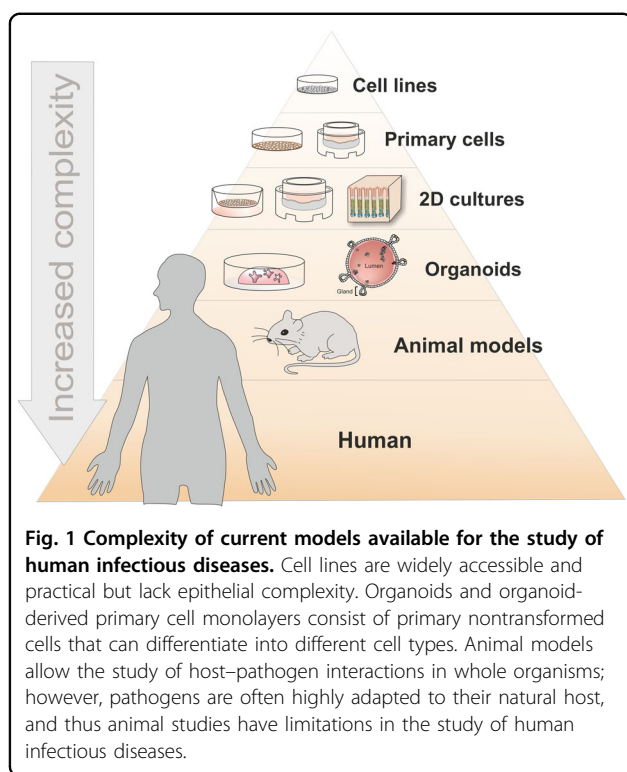 Increased complexity
Cell lines
Primary cells
2D cultures
Organoids
Lumen
Gland
Animal models
Human
Fig. 1 Complexity of current models available for the study of
human infectious diseases. Cell lines are widely accessible and
practical but lack epithelial complexity. Organoids and organoid-
derived primary cell monolayers consist of primary nontransformed
cells that can differentiate into different cell types. Animal models
allow the study of host–pathogen interactions in whole organisms;
however, pathogens are often highly adapted to their natural host,
and thus animal studies have limitations in the study of human
infectious diseases.